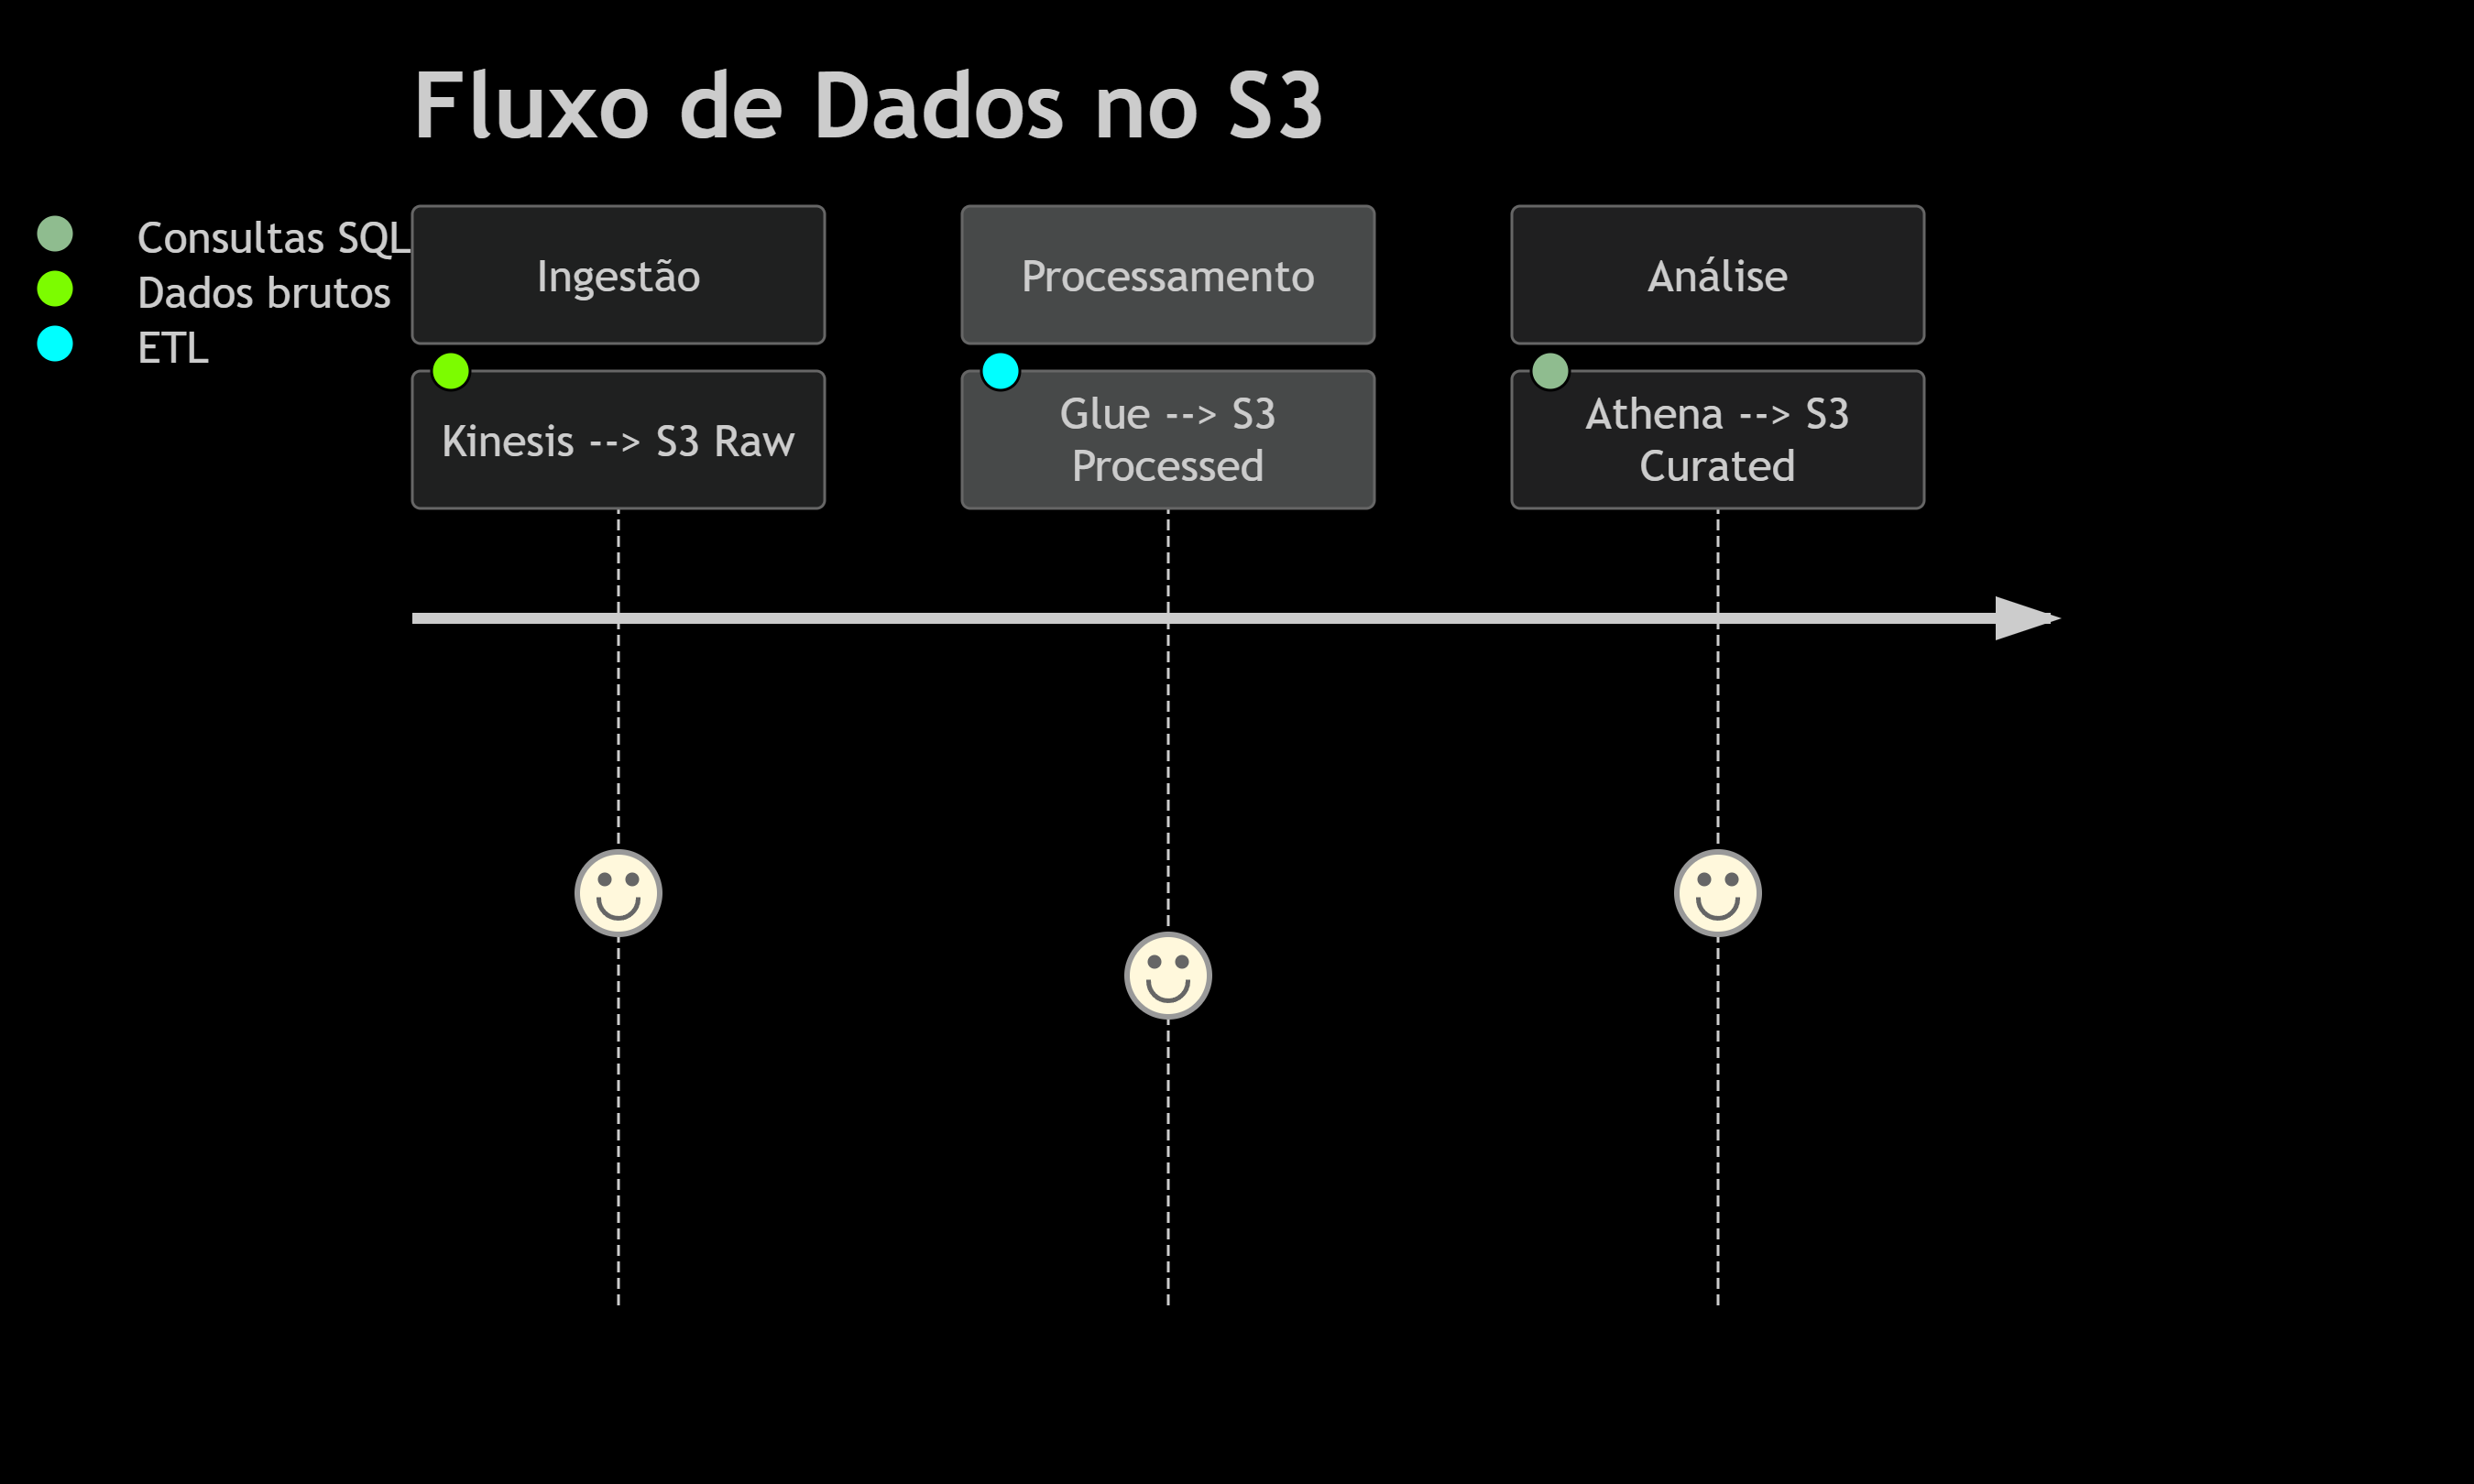 Fluxo de Dados no S3
Consultas SQL
Dados brutos
ETL
Ingestão
Processamento
Análise
Kinesis --> S3 Raw
Glue --> S3
Processed
Athena --> S3
Curated